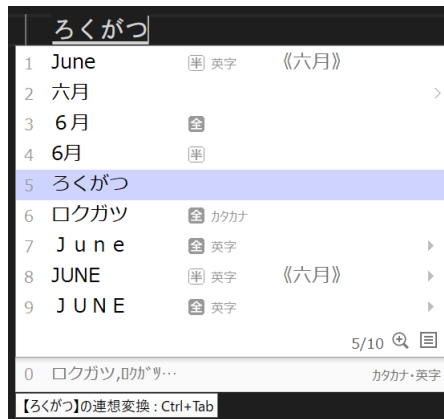 ろくがつ
1 June 半 英字 《六月》
2 六月
3 ６月 全
4 6月 半
5 ろくがつ
6 ロクガツ 全 カタカナ
7 Ｊｕｎｅ 全 英字
8 JUNE 半 英字 《六月》
9 ＪＵＮＥ 全 英字
5/10
0 ロクガツ,ﾛｸｶﾞﾂ… カタカナ・英字
【ろくがつ】の連想変換 : Ctrl+Tab